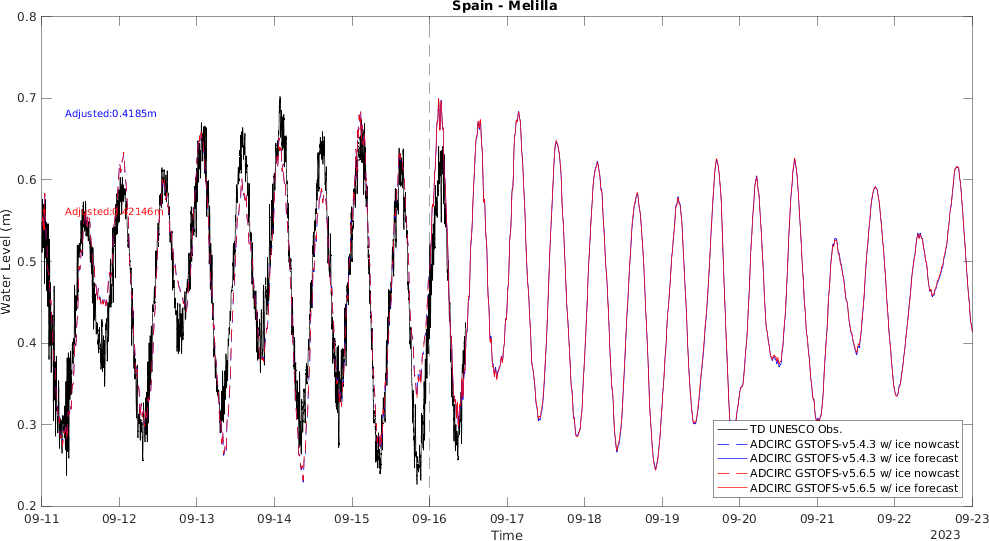 Spain - Melilla
0.8
0.7
0.6
0.5
0.4
0.3
0.2
Water Level (m)
Adjusted:0.4185m
Adjusted:0.42146m
TD UNESCO Obs.
ADCIRC GSTOFS-v5.4.3 w/ ice nowcast
ADCIRC GSTOFS-v5.4.3 w/ ice forecast
ADCIRC GSTOFS-v5.6.5 w/ ice nowcast
ADCIRC GSTOFS-v5.6.5 w/ ice forecast
09-11 09-12 09-13 09-14 09-15 09-16 09-17 09-18 09-19 09-20 09-21 09-22 09-23
Time
2023